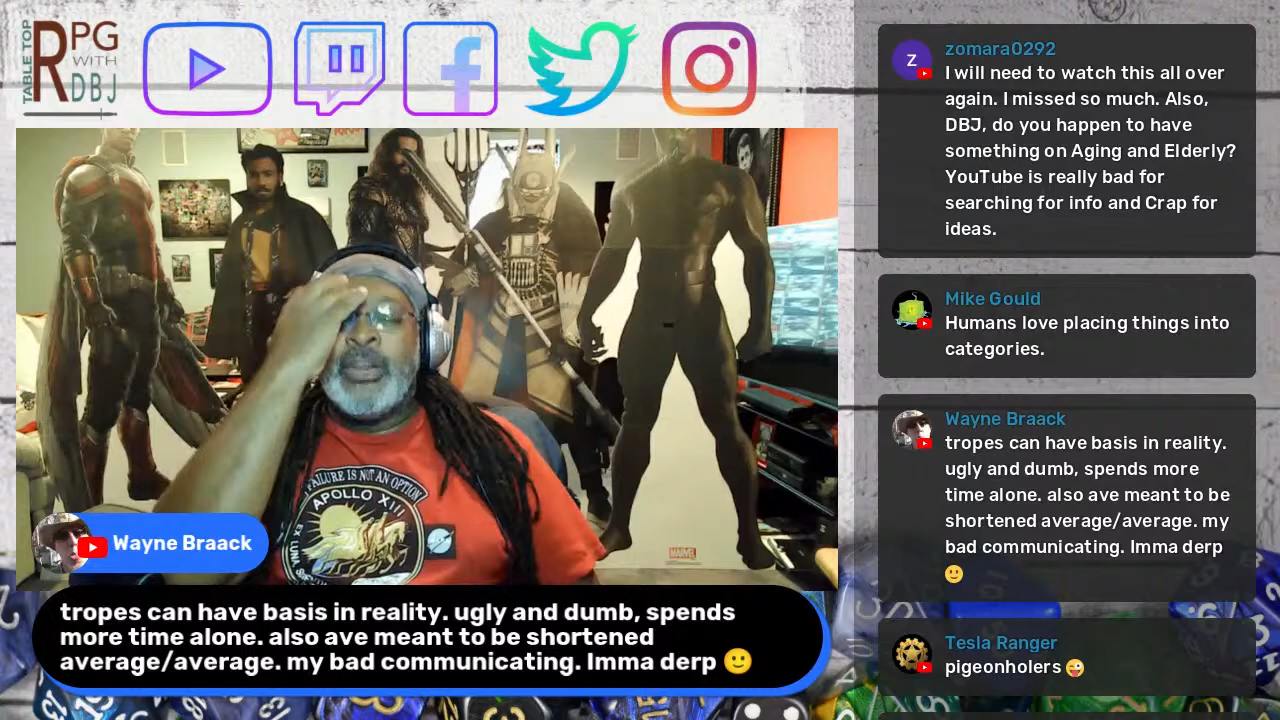 TABLE TOP
RPG
WITH
DBJ
FAILURE IS NOT AN OPTION
APOLLO XIII
EX LUNA,
MARVEL
Wayne Braack
tropes can have basis in reality. ugly and dumb, spends
more time alone. also ave meant to be shortened
average/average. my bad communicating. Imma derp 🙂
Z
zomara0292
I will need to watch this all over
again. I missed so much. Also,
DBJ, do you happen to have
something on Aging and Elderly?
YouTube is really bad for
searching for info and Crap for
ideas.
Mike Gould
Humans love placing things into
categories.
Wayne Braack
tropes can have basis in reality.
ugly and dumb, spends more
time alone. also ave meant to be
shortened average/average. my
bad communicating. Imma derp
🙂
Tesla Ranger
pigeonholers 😜